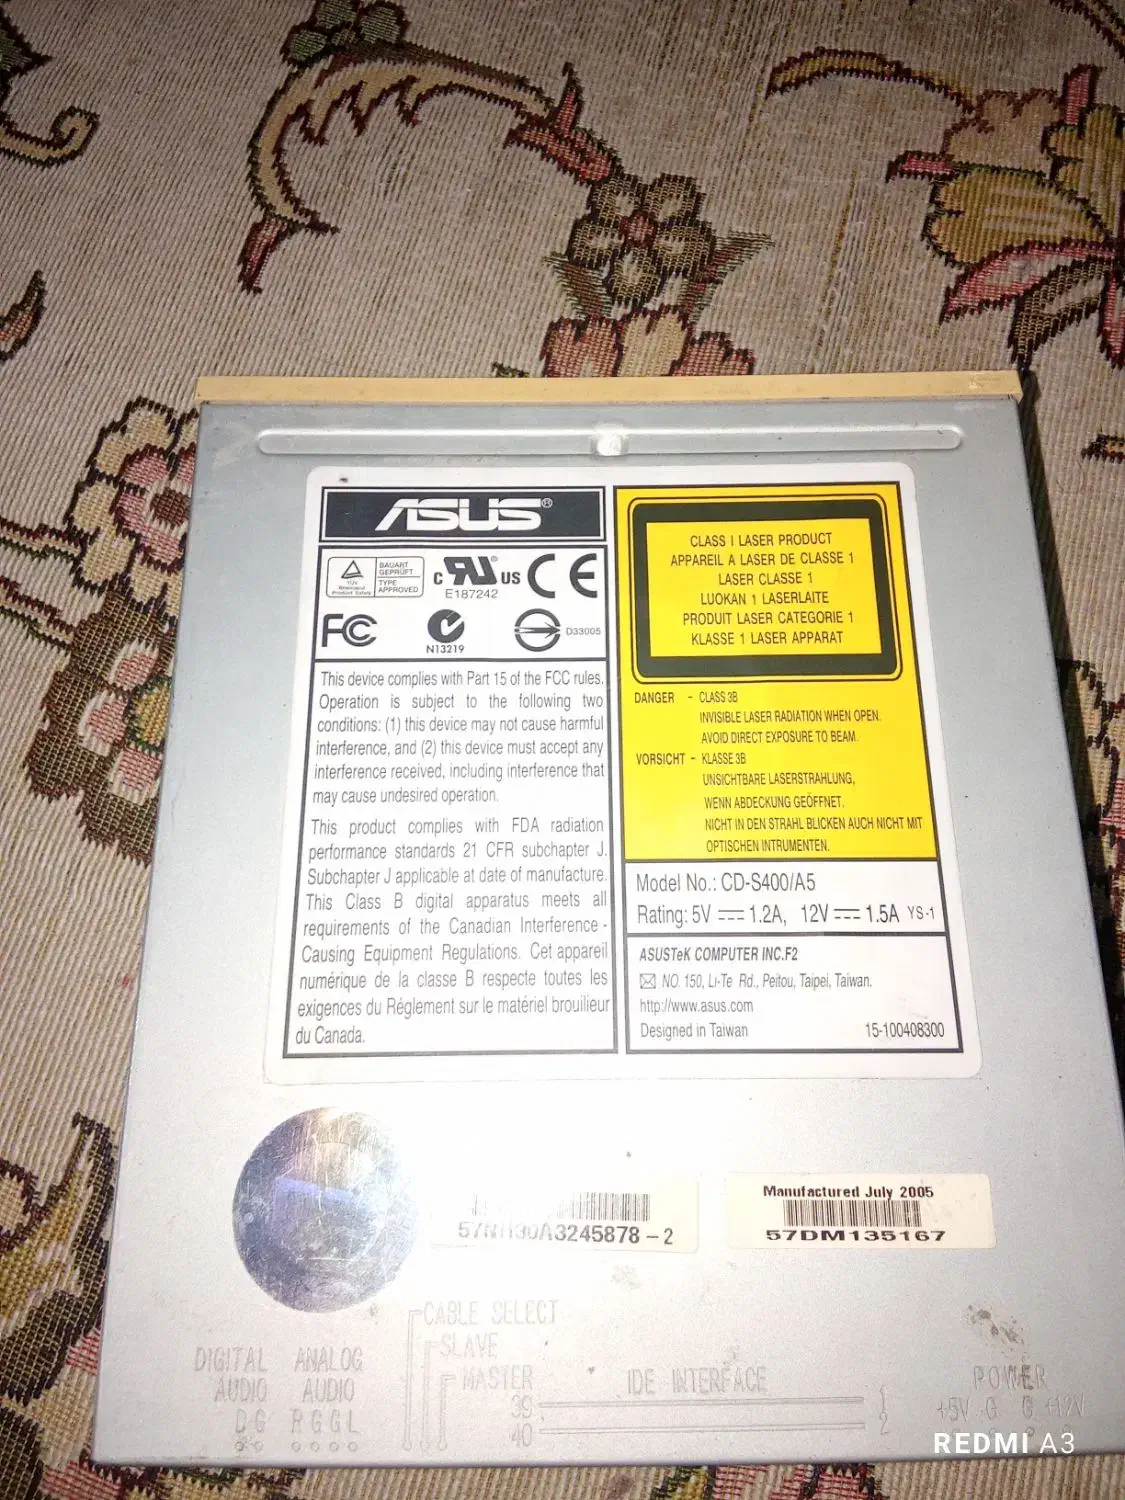 ASUS®
TÜV
Rheinland
Product Safety
BAUART
GEPRÜFT
TYPE
APPROVED
C RU® US
E187242
CE
FC
N13219
D33005
This device complies with Part 15 of the FCC rules.
Operation is subject to the following two
conditions: (1) this device may not cause harmful
interference, and (2) this device must accept any
interference received, including interference that
may cause undesired operation.
This product complies with FDA radiation
performance standards 21 CFR subchapter J.
Subchapter J applicable at date of manufacture.
This Class B digital apparatus meets all
requirements of the Canadian Interference -
Causing Equipment Regulations. Cet appareil
numérique de la classe B respecte toutes les
exigences du Réglement sur le matériel brouilleur
du Canada.
CLASS I LASER PRODUCT
APPAREIL A LASER DE CLASSE 1
LASER CLASSE 1
LUOKAN 1 LASERLAITE
PRODUIT LASER CATEGORIE 1
KLASSE 1 LASER APPARAT
DANGER - CLASS 3B
INVISIBLE LASER RADIATION WHEN OPEN.
AVOID DIRECT EXPOSURE TO BEAM.
VORSICHT - KLASSE 3B
UNSICHTBARE LASERSTRAHLUNG,
WENN ABDECKUNG GEÖFFNET.
NICHT IN DEN STRAHL BLICKEN AUCH NICHT MIT
OPTISCHEN INTRUMENTEN.
Model No.: CD-S400/A5
Rating: 5V ⎓ 1.2A, 12V ⎓ 1.5A YS-1
ASUSTeK COMPUTER INC.F2
NO. 150, Li-Te Rd., Peitou, Taipei, Taiwan.
http://www.asus.com
Designed in Taiwan 15-100408300
Manufactured July 2005
57DM135167
CABLE SELECT
SLAVE
MASTER
DIGITAL AUDIO
D G
ANALOG AUDIO
R G G L
IDE INTERFACE
39 1
40 2
POWER
+5V G G +12V
REDMI A3